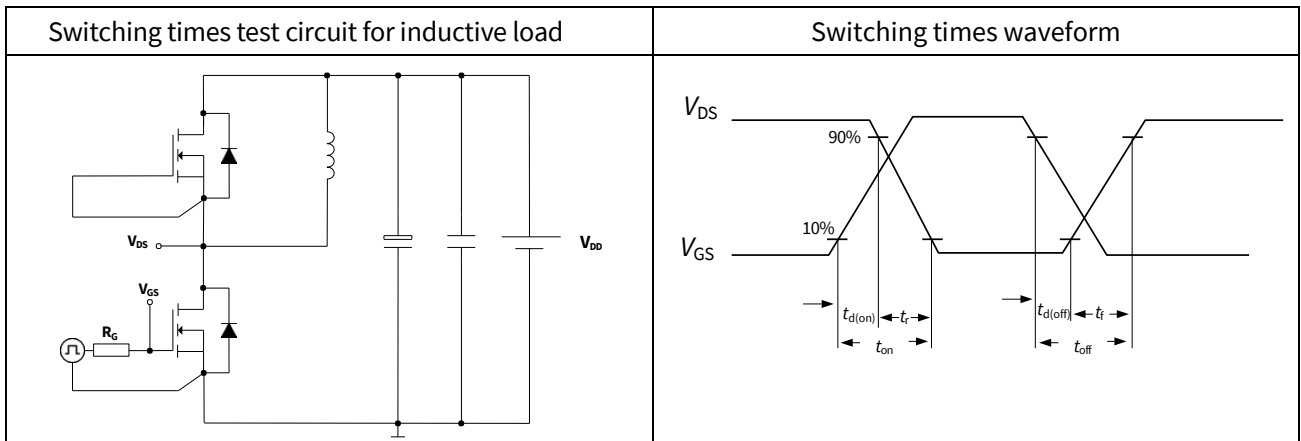 Switching times test circuit for inductive load
Switching times waveform
VDS
VGS
RG
VDD
VDS
90%
10%
VGS
td(on)
tr
ton
td(off)
tf
toff